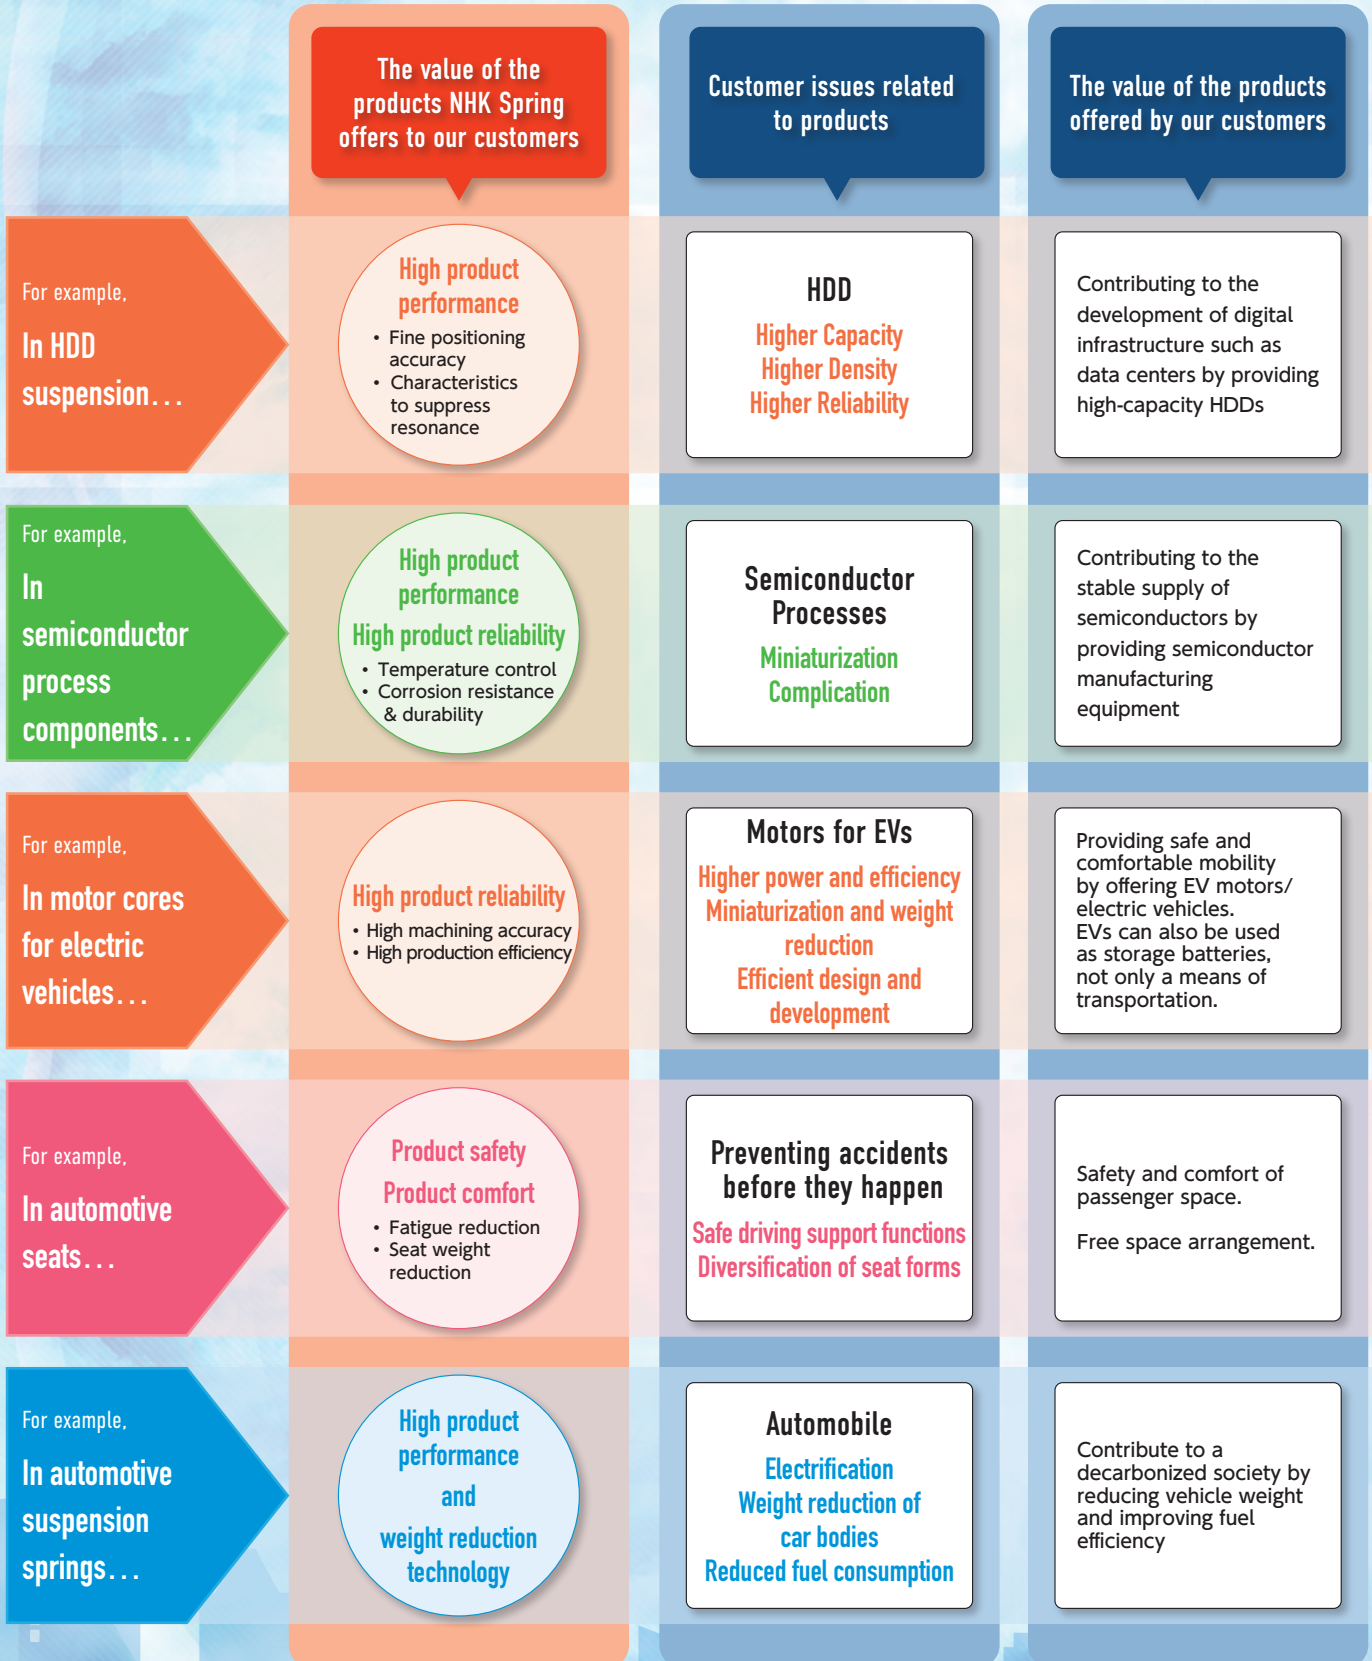 The value of the
products NHK Spring
offers to our customers
Customer issues related
to products
The value of the products
offered by our customers
For example,
In HDD
suspension...
High product
performance
• Fine positioning
accuracy
• Characteristics
to suppress
resonance
HDD
Higher Capacity
Higher Density
Higher Reliability
Contributing to the
development of digital
infrastructure such as
data centers by providing
high-capacity HDDs
For example,
In
semiconductor
process
components...
High product
performance
High product reliability
• Temperature control
• Corrosion resistance
& durability
Semiconductor
Processes
Miniaturization
Complication
Contributing to the
stable supply of
semiconductors by
providing semiconductor
manufacturing
equipment
For example,
In motor cores
for electric
vehicles...
High product reliability
• High machining accuracy
• High production efficiency
Motors for EVs
Higher power and efficiency
Miniaturization and weight
reduction
Efficient design and
development
Providing safe and
comfortable mobility
by offering EV motors/
electric vehicles.
EVs can also be used
as storage batteries,
not only a means of
transportation.
For example,
In automotive
seats...
Product safety
Product comfort
• Fatigue reduction
• Seat weight
reduction
Preventing accidents
before they happen
Safe driving support functions
Diversification of seat forms
Safety and comfort of
passenger space.
Free space arrangement.
For example,
In automotive
suspension
springs...
High product
performance
and
weight reduction
technology
Automobile
Electrification
Weight reduction of
car bodies
Reduced fuel consumption
Contribute to a
decarbonized society by
reducing vehicle weight
and improving fuel
efficiency